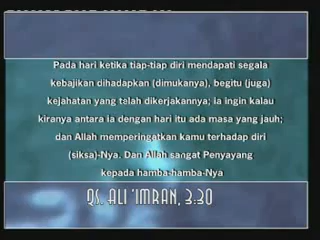 Pada hari ketika tiap-tiap diri mendapati segala
kebajikan dihadapkan (dimukanya), begitu (juga)
kejahatan yang telah dikerjakannya; ia ingin kalau
kiranya antara ia dengan hari itu ada masa yang jauh;
dan Allah memperingatkan kamu terhadap diri
(siksa)-Nya. Dan Allah sangat Penyayang
kepada hamba-hamba-Nya
QS. ALI 'IMRAN, 3:30